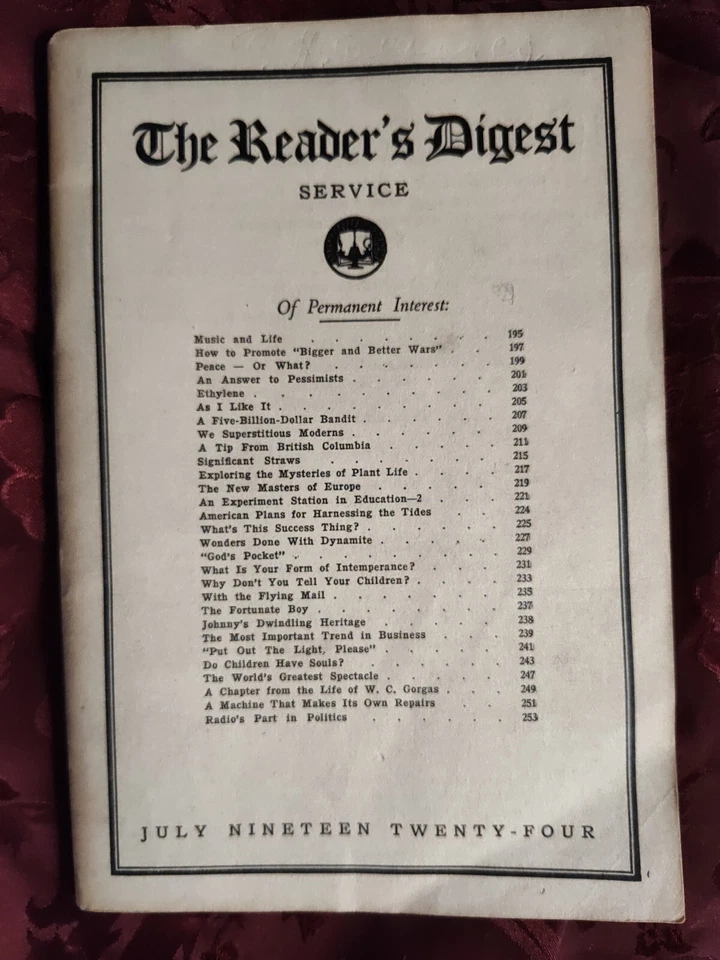 The Reader's Digest
SERVICE
Of Permanent Interest:
Music and Life . . . . . . . 195
How to Promote "Bigger and Better Wars" . . 197
Peace — Or What? . . . . . . 199
An Answer to Pessimists . . . . . 201
Ethylene . . . . . . . . 203
As I Like It . . . . . . . . 205
A Five-Billion-Dollar Bandit . . . . . 207
We Superstitious Moderns . . . . . 209
A Tip From British Columbia . . . . 211
Significant Straws . . . . . . 215
Exploring the Mysteries of Plant Life . . . 217
The New Masters of Europe . . . . 219
An Experiment Station in Education—2 . . . 221
American Plans for Harnessing the Tides . . 224
What's This Success Thing? . . . . . 225
Wonders Done With Dynamite . . . . 227
"God's Pocket" . . . . . . . 229
What Is Your Form of Intemperance? . . . 231
Why Don't You Tell Your Children? . . . 233
With the Flying Mail . . . . . . 235
The Fortunate Boy . . . . . . 237
Johnny's Dwindling Heritage . . . . 238
The Most Important Trend in Business . . 239
"Put Out The Light, Please" . . . . 241
Do Children Have Souls? . . . . . 243
The World's Greatest Spectacle . . . . 247
A Chapter from the Life of W. C. Gorgas . . 249
A Machine That Makes Its Own Repairs . . 251
Radio's Part in Politics . . . . . 253
JULY NINETEEN TWENTY-FOUR